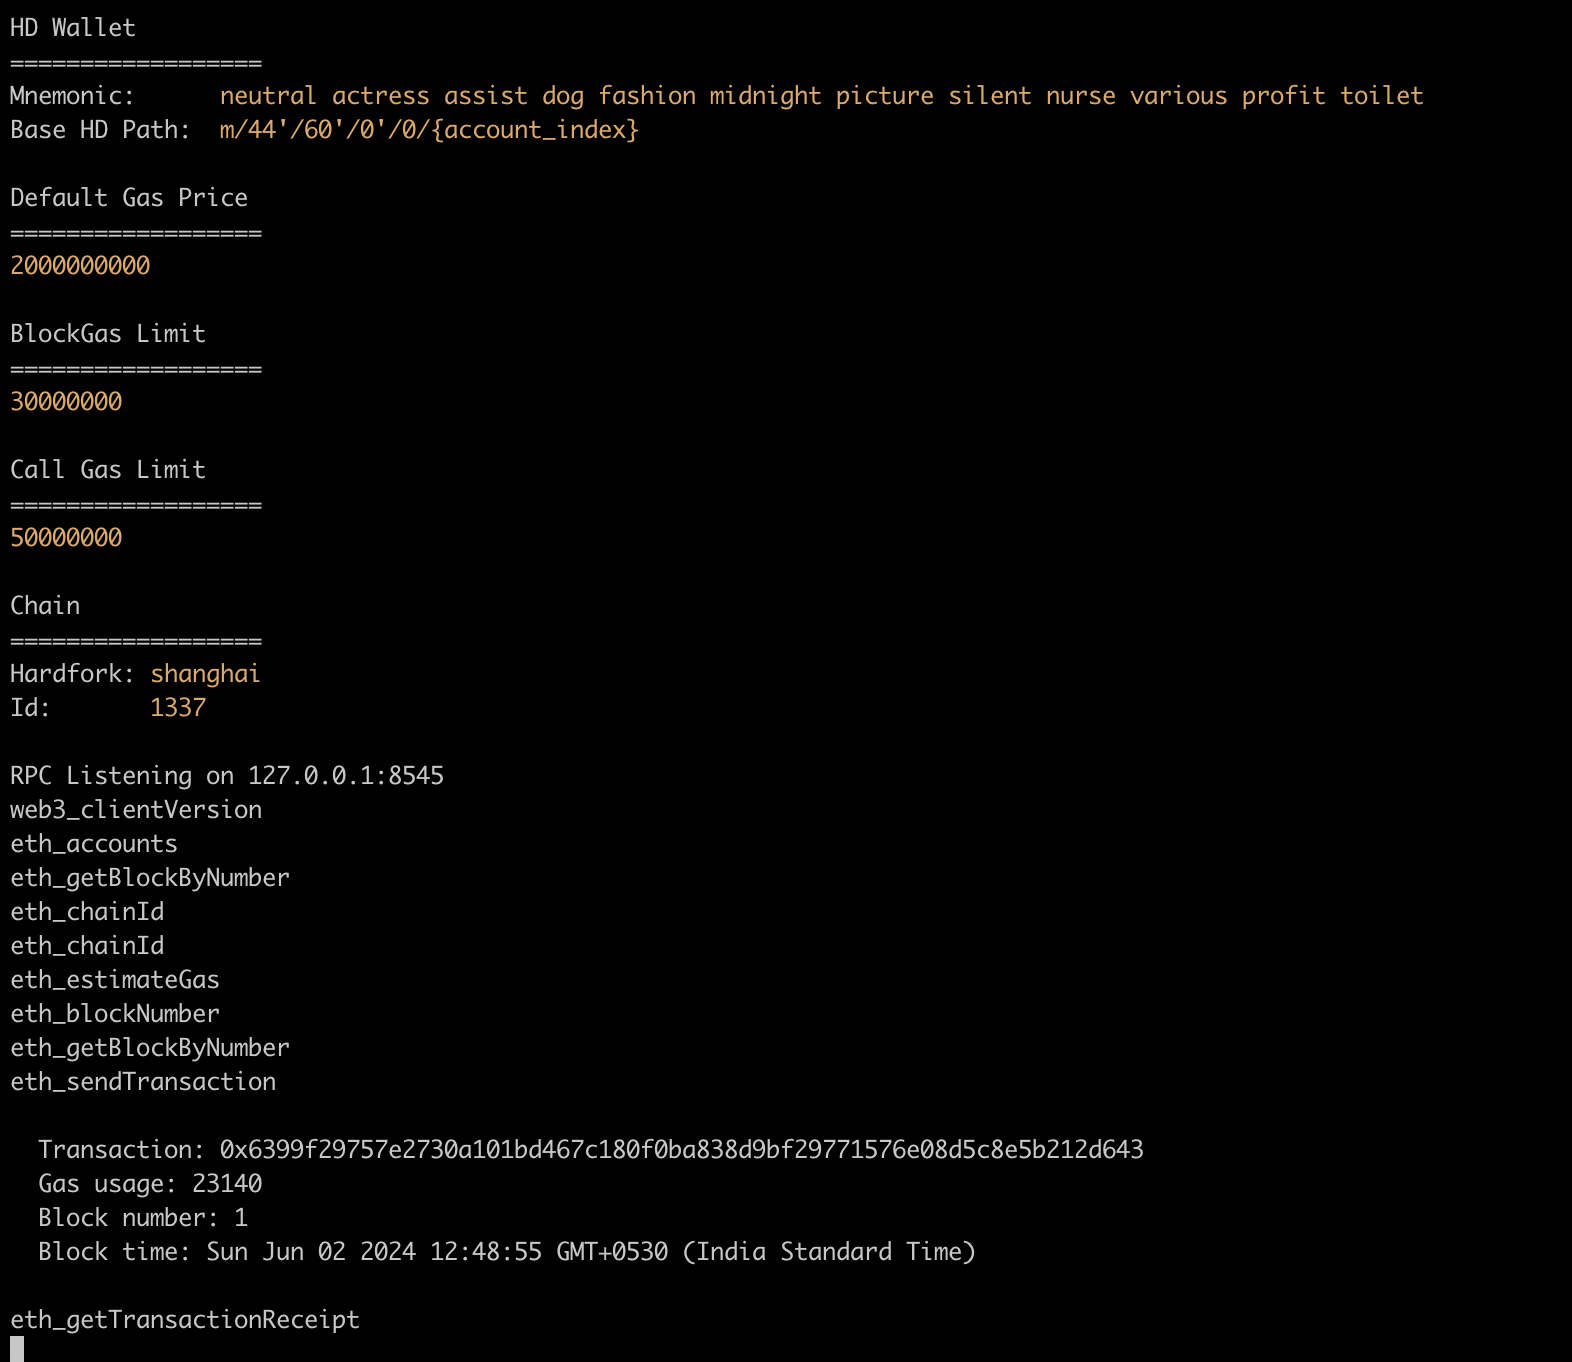 HD Wallet
==================
Mnemonic:      neutral actress assist dog fashion midnight picture silent nurse various profit toilet
Base HD Path:  m/44'/60'/0'/0/{account_index}
Default Gas Price
==================
2000000000
BlockGas Limit
==================
30000000
Call Gas Limit
==================
50000000
Chain
==================
Hardfork: shanghai
Id:       1337
RPC Listening on 127.0.0.1:8545
web3_clientVersion
eth_accounts
eth_getBlockByNumber
eth_chainId
eth_chainId
eth_estimateGas
eth_blockNumber
eth_getBlockByNumber
eth_sendTransaction
  Transaction: 0x6399f29757e2730a101bd467c180f0ba838d9bf29771576e08d5c8e5b212d643
  Gas usage: 23140
  Block number: 1
  Block time: Sun Jun 02 2024 12:48:55 GMT+0530 (India Standard Time)
eth_getTransactionReceipt